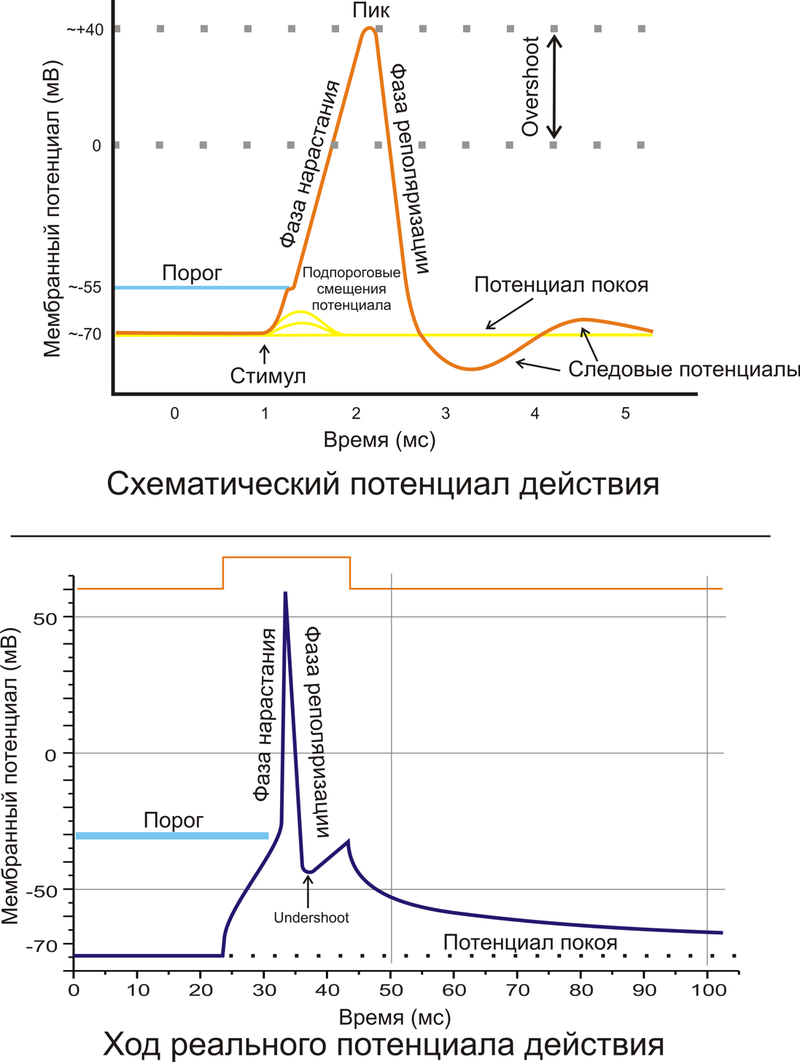 Пик
~+40
Overshoot
Фаза нарастания
Фаза реполяризации
Мембранный потенциал (мВ)
0
Порог
Подпороговые
смещения
потенциала
Потенциал покоя
~-55
~-70
Стимул
Следовые потенциалы
0 1 2 3 4 5
Время (мс)
Схематический потенциал действия
50
Фаза нарастания
Фаза реполяризации
Мембранный потенциал (мВ)
0
Порог
-50
Undershoot
-70
Потенциал покоя
0 10 20 30 40 50 60 70 80 90 100
Время (мс)
Ход реального потенциала действия